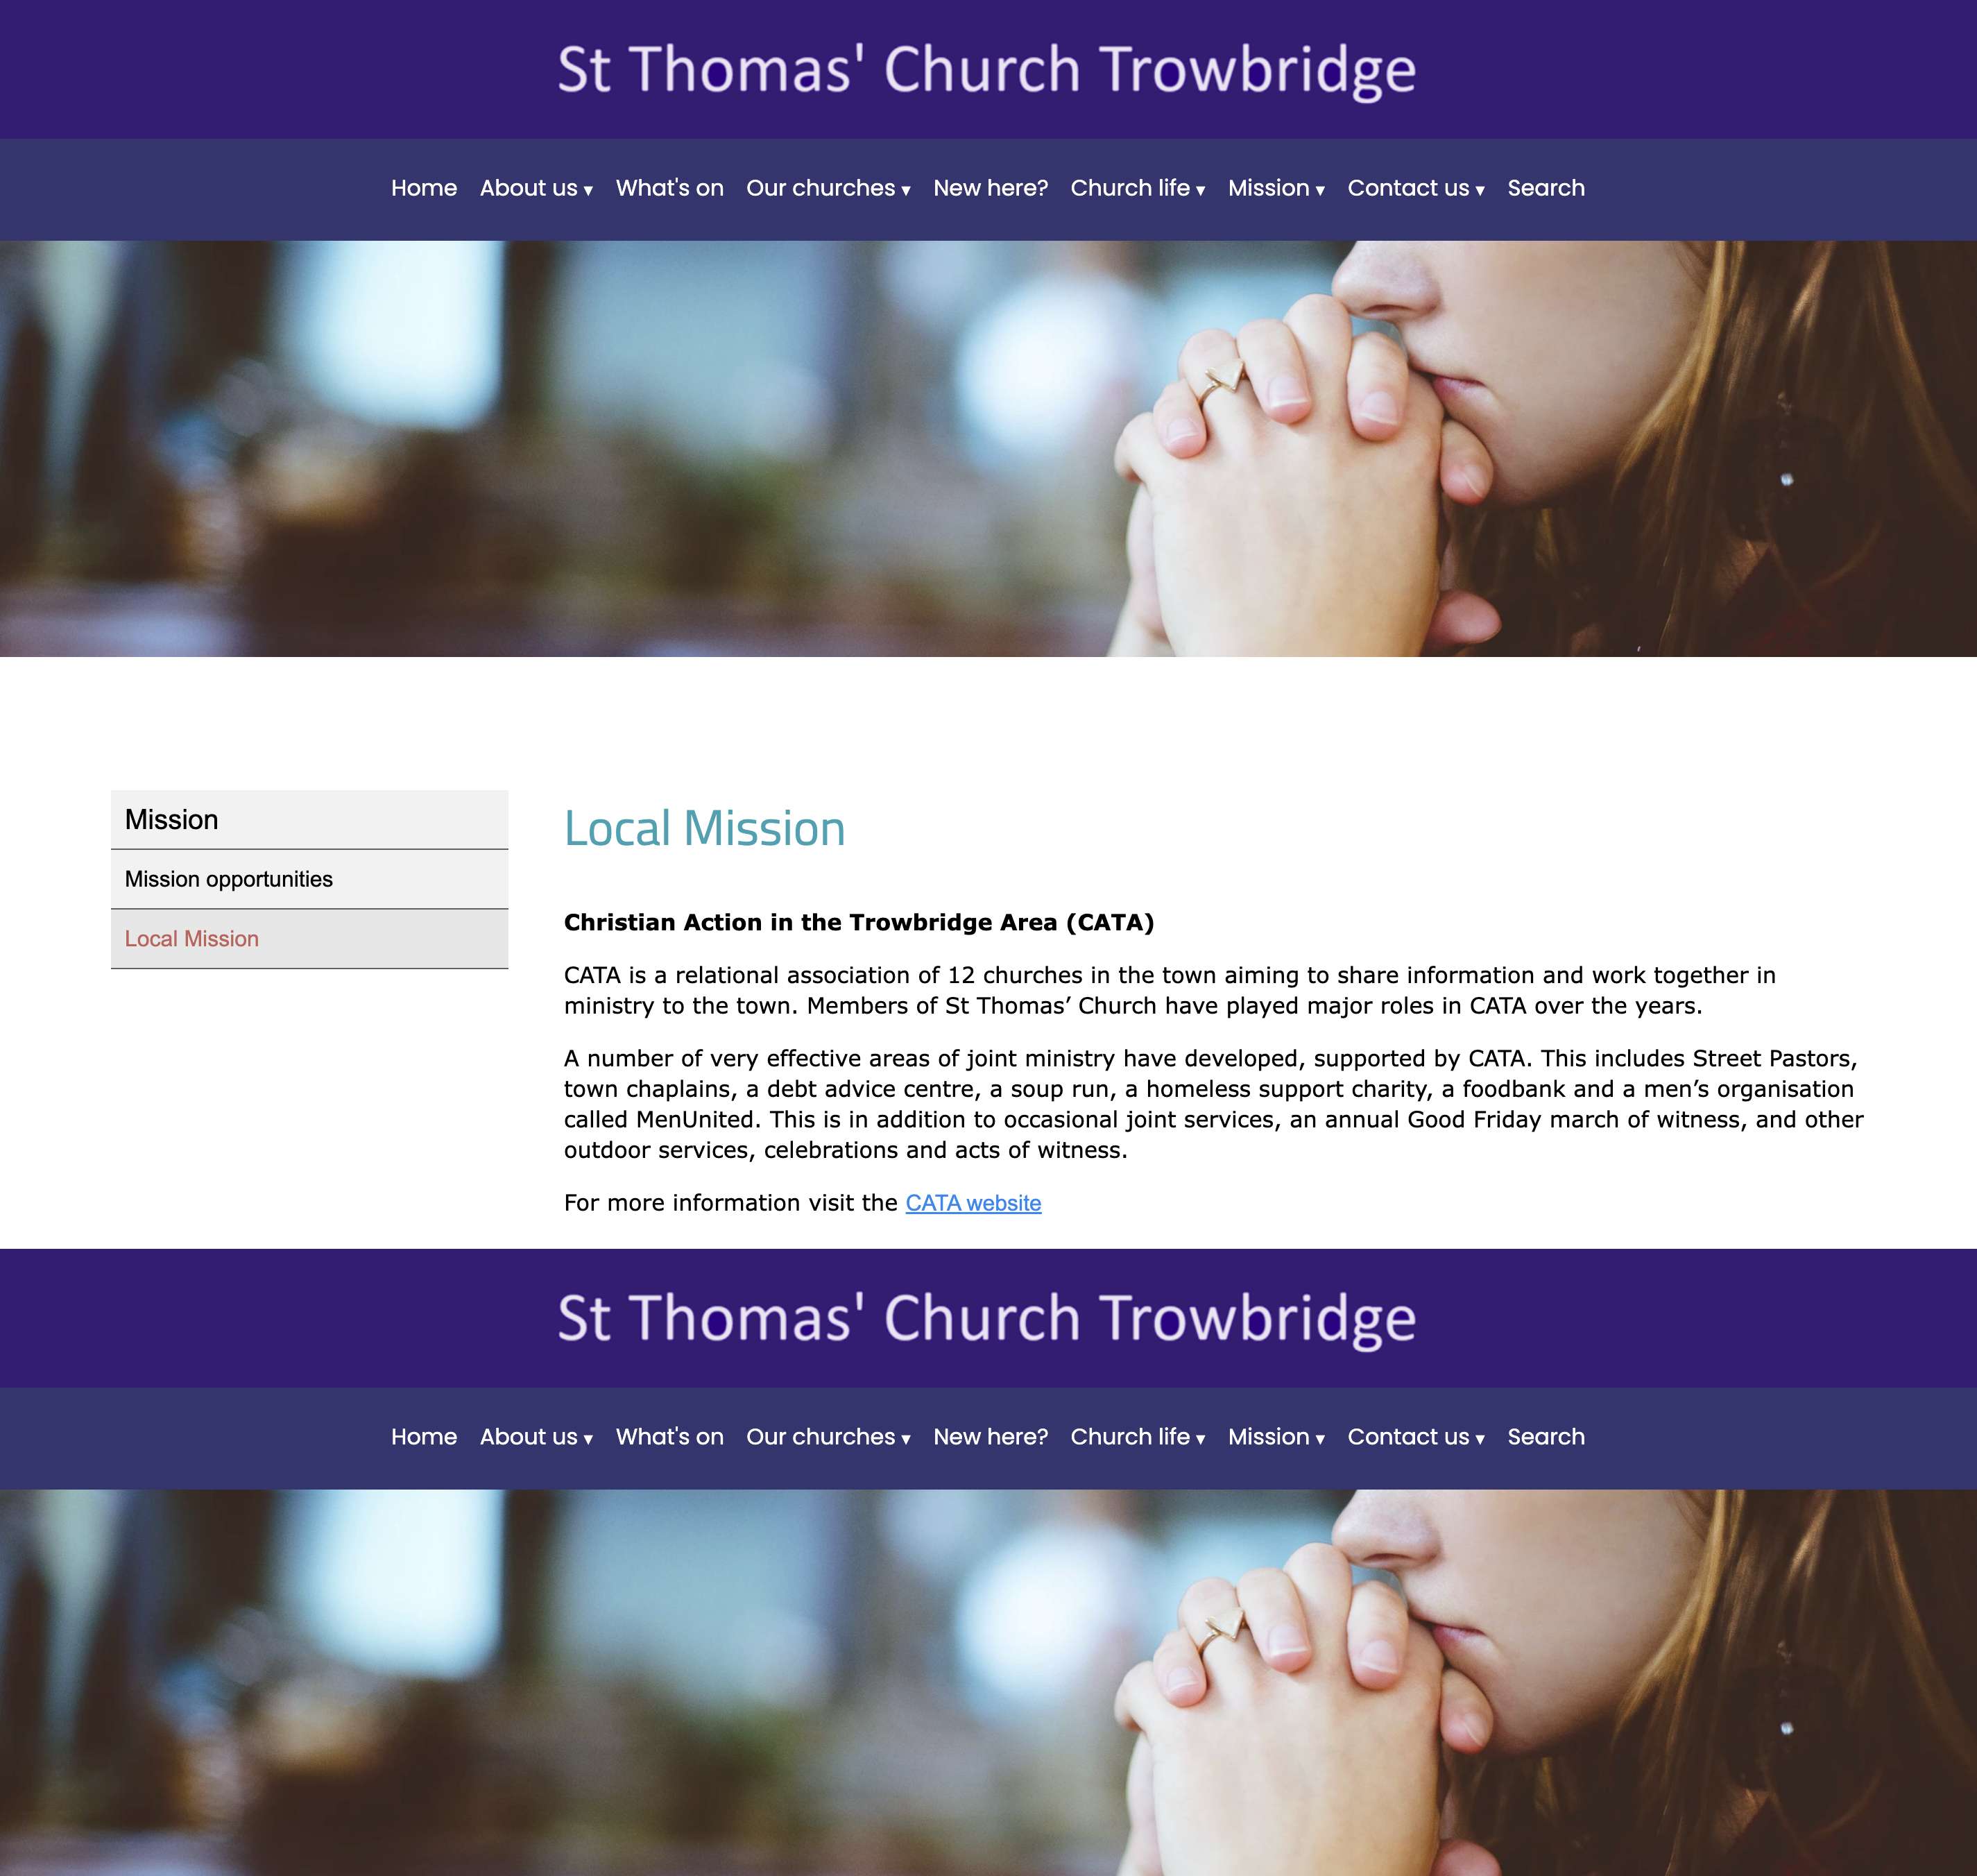 St Thomas' Church Trowbridge
Home About us ▾ What's on Our churches ▾ New here? Church life ▾ Mission ▾ Contact us ▾ Search
Mission
Mission opportunities
Local Mission
Local Mission
Christian Action in the Trowbridge Area (CATA)
CATA is a relational association of 12 churches in the town aiming to share information and work together in
ministry to the town. Members of St Thomas’ Church have played major roles in CATA over the years.
A number of very effective areas of joint ministry have developed, supported by CATA. This includes Street Pastors,
town chaplains, a debt advice centre, a soup run, a homeless support charity, a foodbank and a men’s organisation
called MenUnited. This is in addition to occasional joint services, an annual Good Friday march of witness, and other
outdoor services, celebrations and acts of witness.
For more information visit the CATA website
St Thomas' Church Trowbridge
Home About us ▾ What's on Our churches ▾ New here? Church life ▾ Mission ▾ Contact us ▾ Search